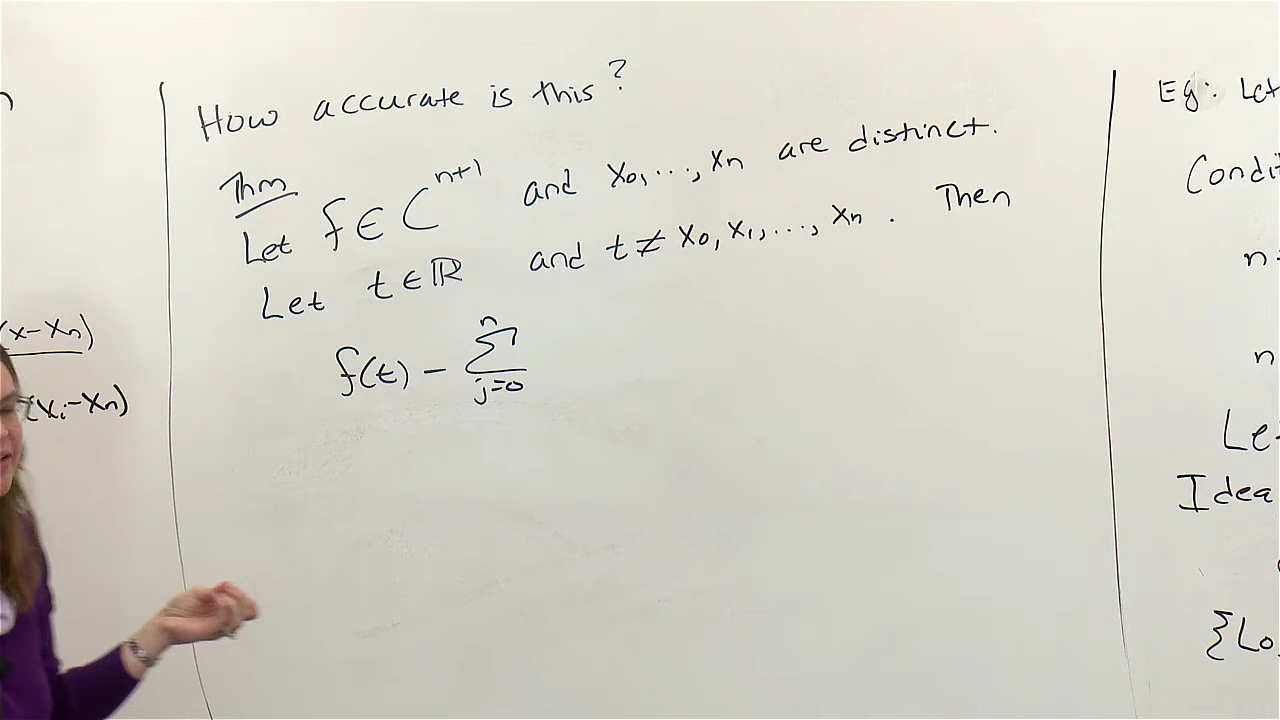 (x-xn)
(xi-xn)
How accurate is this?
Thm
Let f ∈ C^{n+1} and x0,...,xn are distinct.
Let t ∈ ℝ and t ≠ x0, x1,..., xn. Then
f(t) - ∑_{j=0}^{n}
Eg: Let
Condi
n
n
Le
Idea
{Lo